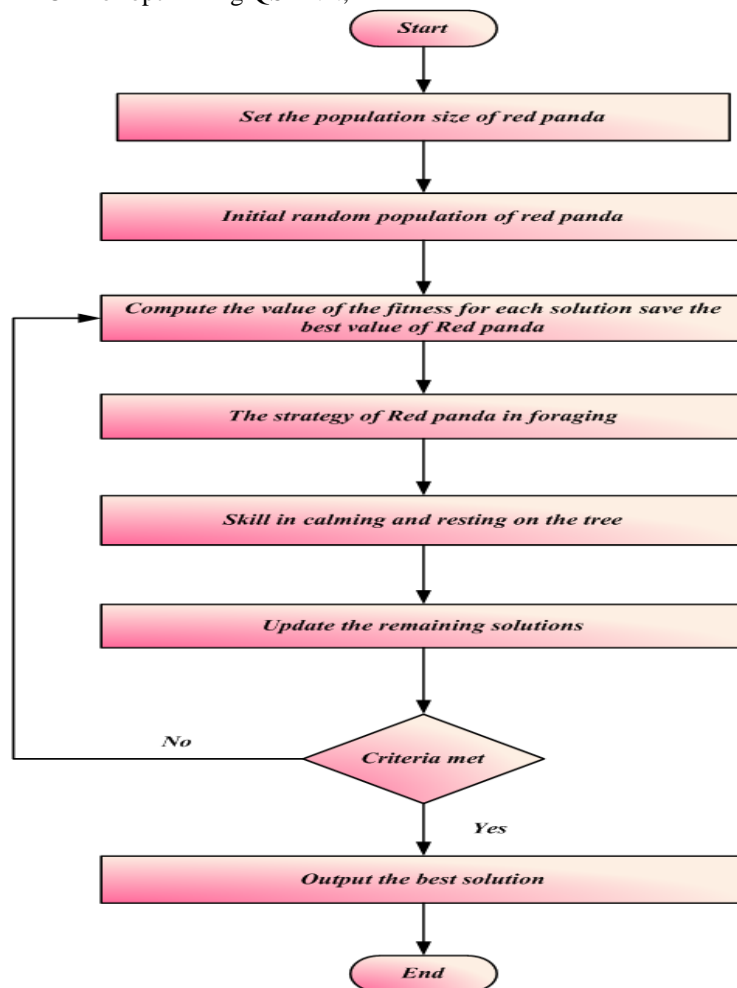 Start
Set the population size of red panda
Initial random population of red panda
Compute the value of the fitness for each solution save the
best value of Red panda
The strategy of Red panda in foraging
Skill in calming and resting on the tree
Update the remaining solutions
No
Criteria met
Yes
Output the best solution
End